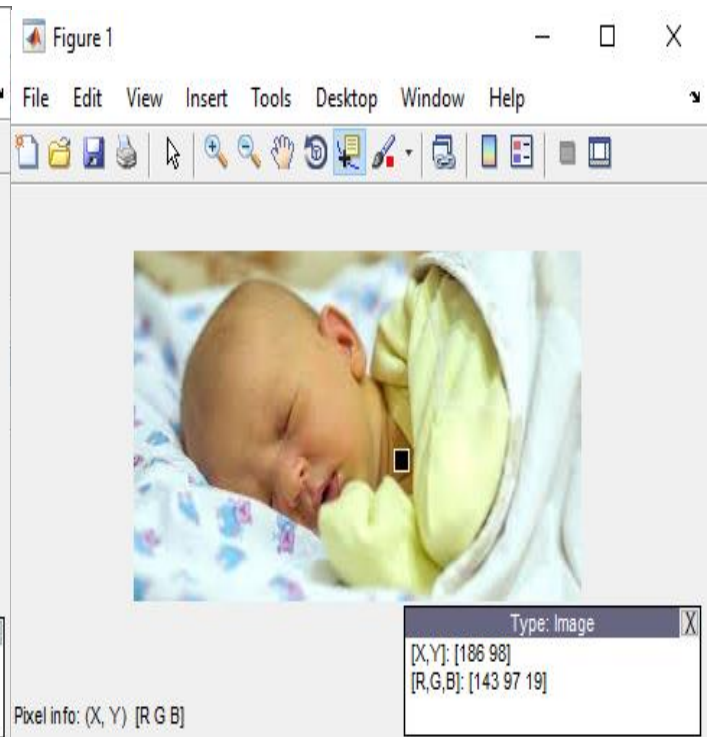 Figure 1
File Edit View Insert Tools Desktop Window Help
Type: Image X
[X,Y]: [186 98]
[R,G,B]: [143 97 19]
Pixel info: (X, Y) [R G B]